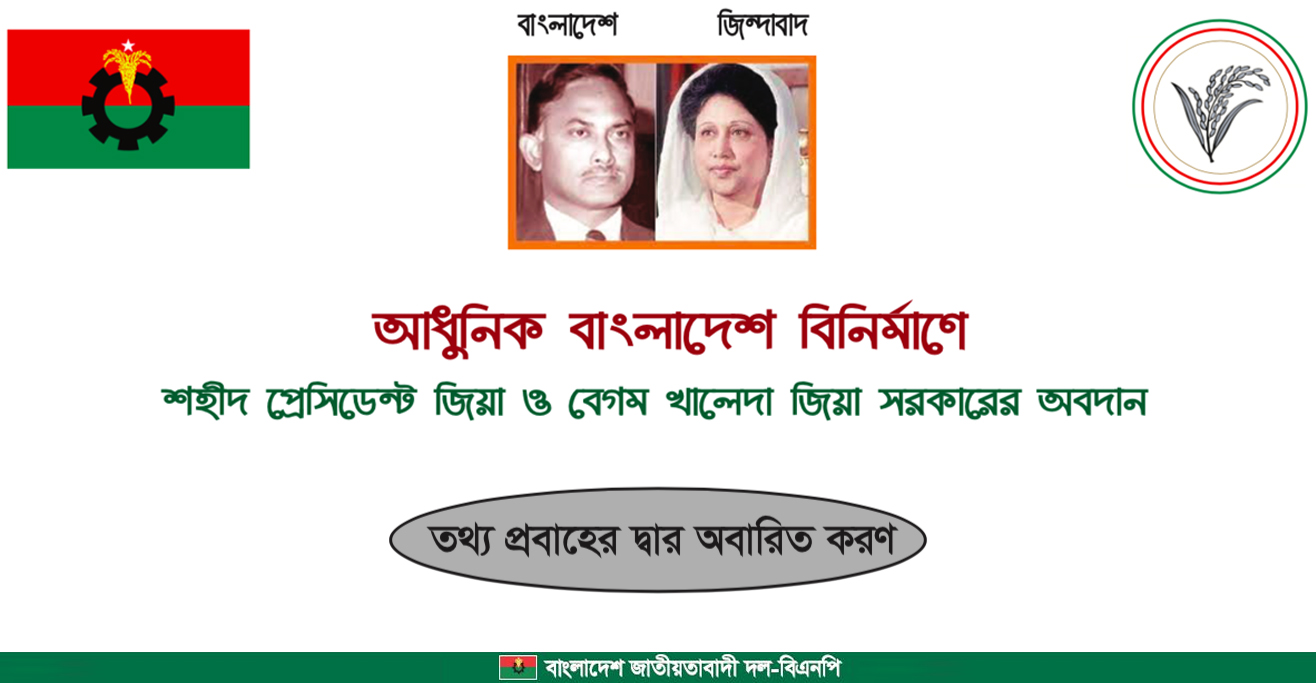 বাংলাদেশ জিন্দাবাদ
আধুনিক বাংলাদেশ বিনির্মাণে
শহীদ প্রেসিডেন্ট জিয়া ও বেগম খালেদা জিয়া সরকারের অবদান
তথ্য প্রবাহের দ্বার অবারিত করণ
বাংলাদেশ জাতীয়তাবাদী দল-বিএনপি